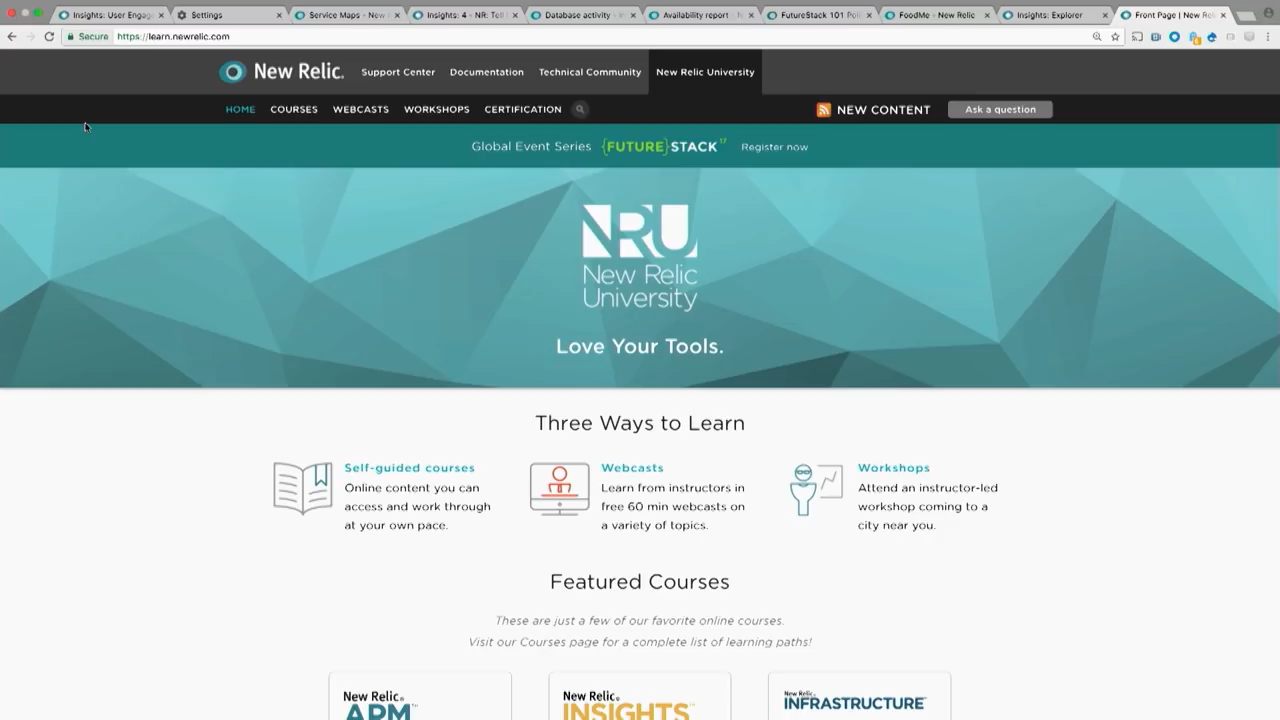 Insights: User Engag
Settings
Service Maps - New
Insights: 4 - NR: Tell
Database activity -
Availability report -
FutureStack 101 Poli
FoodMe - New Relic
Insights: Explorer
Front Page | New Rel
Secure https://learn.newrelic.com
New Relic. Support Center Documentation Technical Community New Relic University
HOME COURSES WEBCASTS WORKSHOPS CERTIFICATION NEW CONTENT Ask a question
Global Event Series {FUTURE}STACK 17 Register now
NRU
New Relic
University
Love Your Tools.
Three Ways to Learn
Self-guided courses
Online content you can
access and work through
at your own pace.
Webcasts
Learn from instructors in
free 60 min webcasts on
a variety of topics.
Workshops
Attend an instructor-led
workshop coming to a
city near you.
Featured Courses
These are just a few of our favorite online courses.
Visit our Courses page for a complete list of learning paths!
New Relic.
APM
New Relic.
INSIGHTS
New Relic.
INFRASTRUCTURE